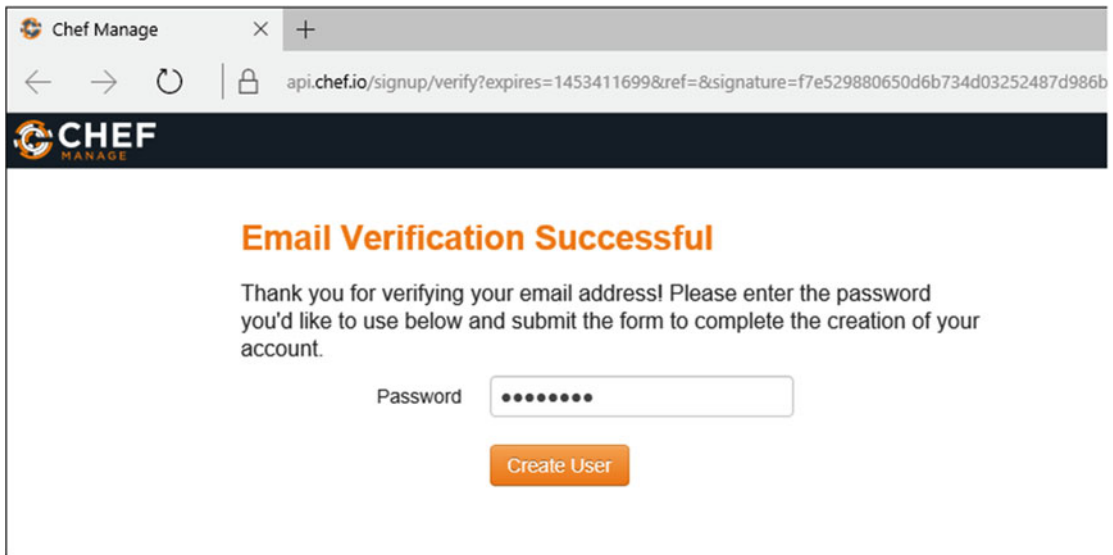 Chef Manage
api.chef.io/signup/verify?expires=1453411699&ref=&signature=f7e529880650d6b734d03252487d986b
CHEF
MANAGE
Email Verification Successful
Thank you for verifying your email address! Please enter the password
you'd like to use below and submit the form to complete the creation of your
account.
Password
Create User